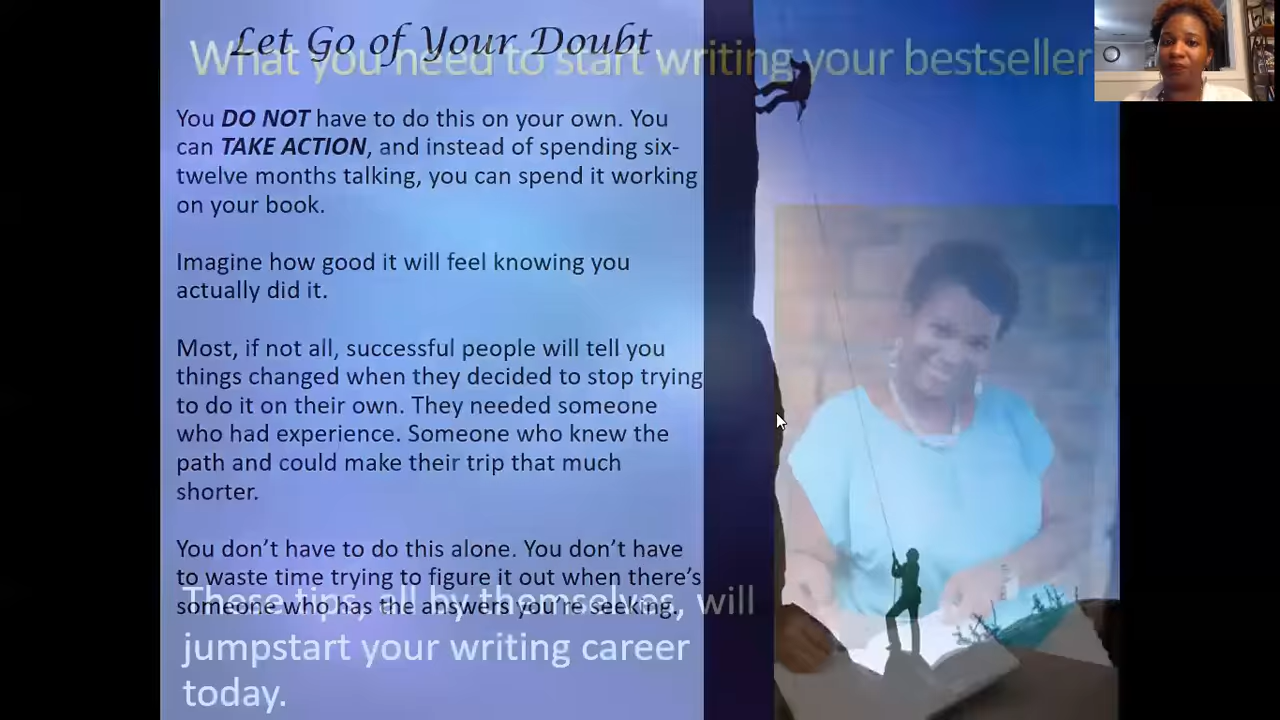 Let Go of Your Doubt
What you need to start writing your bestseller
You DO NOT have to do this on your own. You
can TAKE ACTION, and instead of spending six-
twelve months talking, you can spend it working
on your book.
Imagine how good it will feel knowing you
actually did it.
Most, if not all, successful people will tell you
things changed when they decided to stop trying
to do it on their own. They needed someone
who had experience. Someone who knew the
path and could make their trip that much
shorter.
You don’t have to do this alone. You don’t have
to waste time trying to figure it out when there’s
someone who has the answers you’re seeking.
These tips, all by themselves, will
jumpstart your writing career
today.